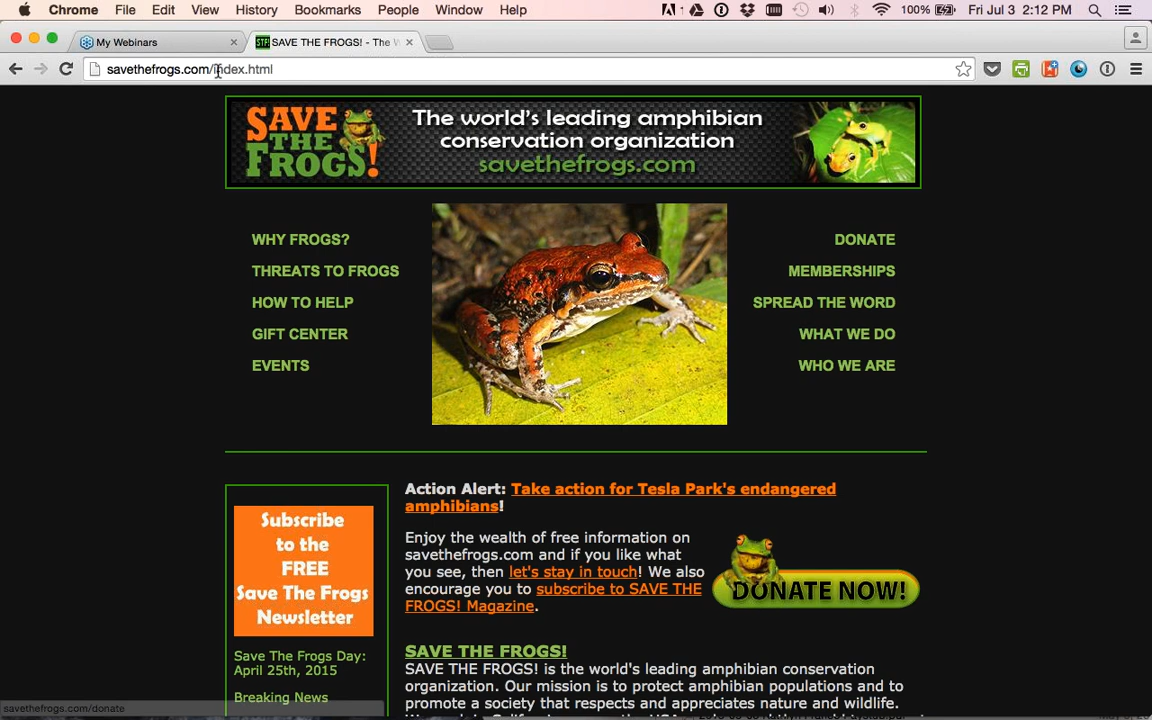 Chrome File Edit View History Bookmarks People Window Help 100% Fri Jul 3 2:12 PM
My Webinars
SAVE THE FROGS! - The W
savethefrogs.com/index.html
SAVE
THE
FROGS!
The world's leading amphibian
conservation organization
savethefrogs.com
WHY FROGS?
THREATS TO FROGS
HOW TO HELP
GIFT CENTER
EVENTS
DONATE
MEMBERSHIPS
SPREAD THE WORD
WHAT WE DO
WHO WE ARE
Subscribe
to the
FREE
Save The Frogs
Newsletter
Save The Frogs Day:
April 25th, 2015
Breaking News
Action Alert: Take action for Tesla Park's endangered
amphibians!
Enjoy the wealth of free information on
savethefrogs.com and if you like what
you see, then let's stay in touch! We also
encourage you to subscribe to SAVE THE
FROGS! Magazine.
DONATE NOW!
SAVE THE FROGS!
SAVE THE FROGS! is the world's leading amphibian conservation
organization. Our mission is to protect amphibian populations and to
promote a society that respects and appreciates nature and wildlife.
savethefrogs.com/donate